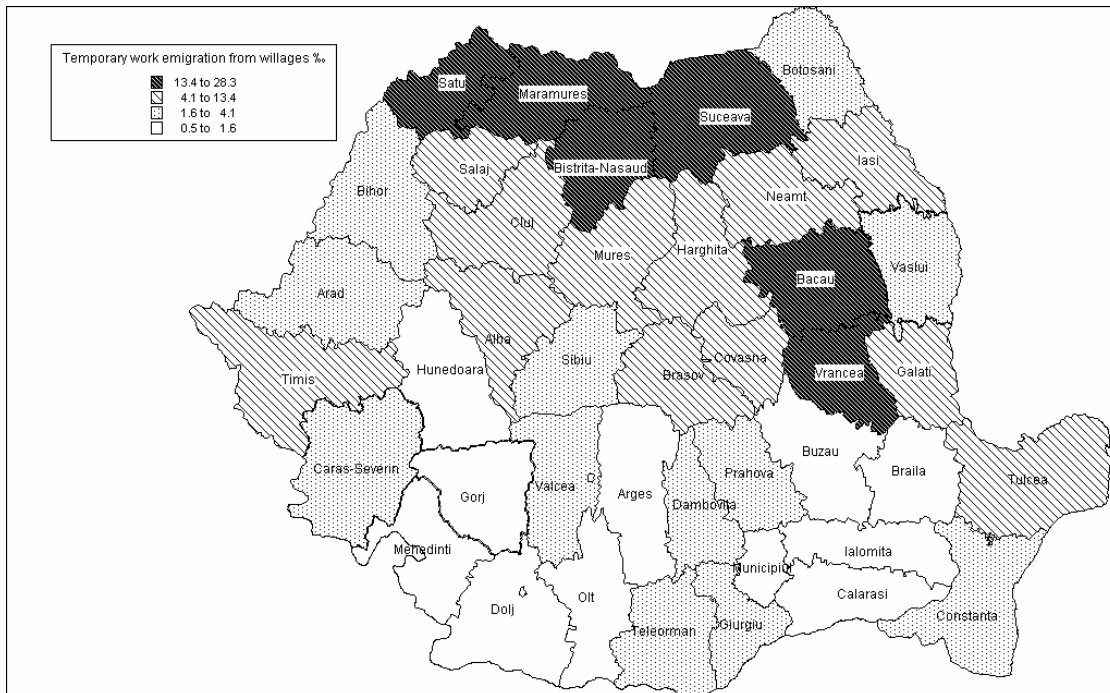 Temporary work emigration from willages ‰
13.4 to 28.3
4.1 to 13.4
1.6 to 4.1
0.5 to 1.6
Botosani
Satu
Maramures
Suceava
Iasi
Salaj
Bistrita-Nasaud
Bihor
Neamt
Cluj
Harghita
Mures
Vaslui
Bacau
Arad
Alba
Sibiu
Covasna
Hunedoara
Brasov
Vrancea
Galati
Timis
Buzau
Caras-Severin
Prahova
Braila
Tulcea
Valcea
Gorj
Arges
Dambovita
Mehedinti
Ialomita
Municipiu
Calarasi
Olt
Dolj
Constanta
Giurgiu
Teleorman